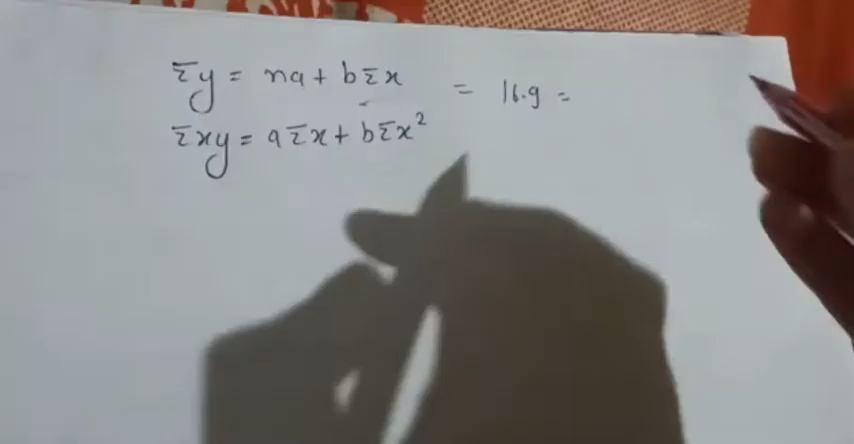 Σy = na + bΣx = 16.9 =
Σxy = aΣx + bΣx²